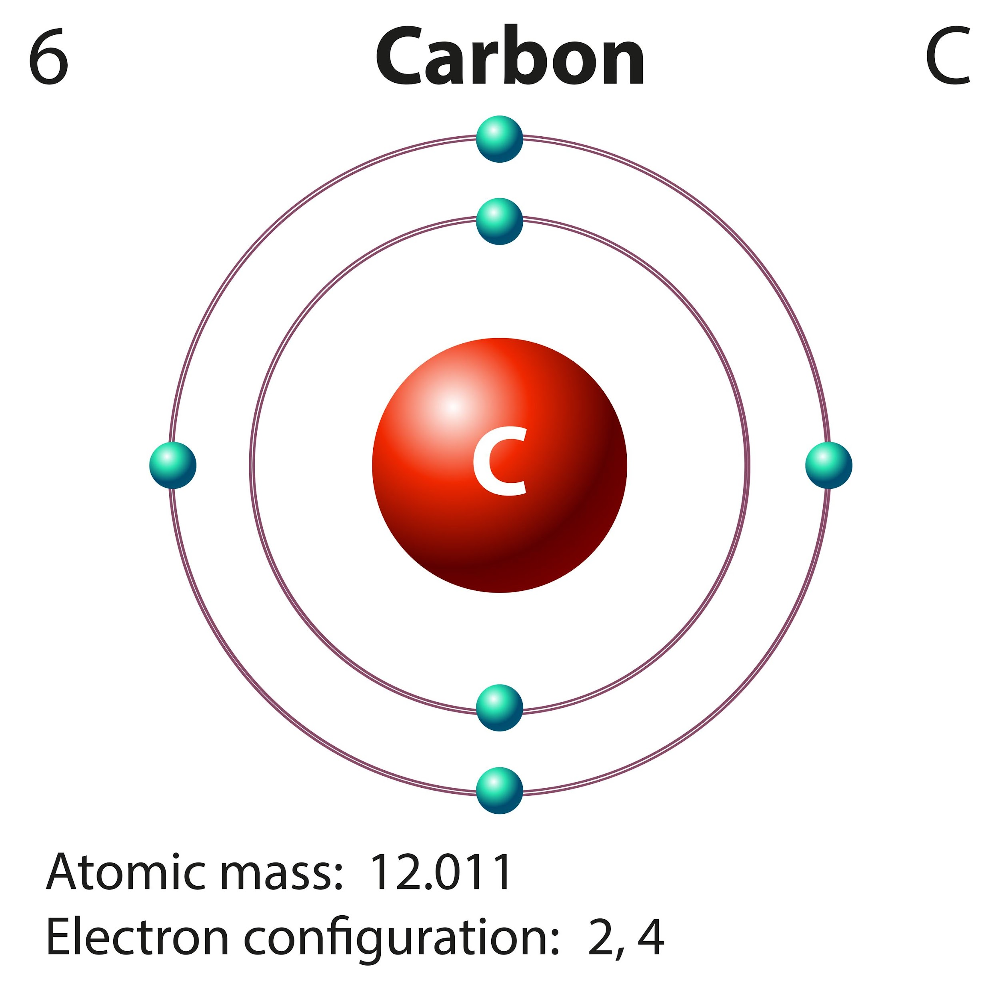 6 Carbon C
C
Atomic mass: 12.011
Electron configuration: 2, 4